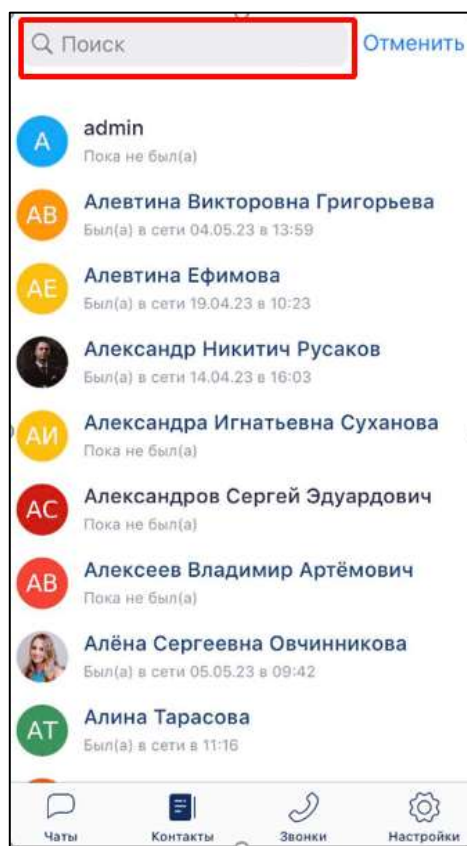 Поиск
Отменить
A
admin
Пока не был(а)
АВ
Алевтина Викторовна Григорьева
Был(а) в сети 04.05.23 в 13:59
АЕ
Алевтина Ефимова
Был(а) в сети 19.04.23 в 10:23
Александр Никитич Русаков
Был(а) в сети 14.04.23 в 16:03
АИ
Александра Игнатьевна Суханова
Пока не был(а)
АС
Александров Сергей Эдуардович
Пока не был(а)
АВ
Алексеев Владимир Артёмович
Пока не был(а)
Алёна Сергеевна Овчинникова
Был(а) в сети 05.05.23 в 09:42
АТ
Алина Тарасова
Был(а) в сети в 11:16
Чаты
Контакты
Звонки
Настройки